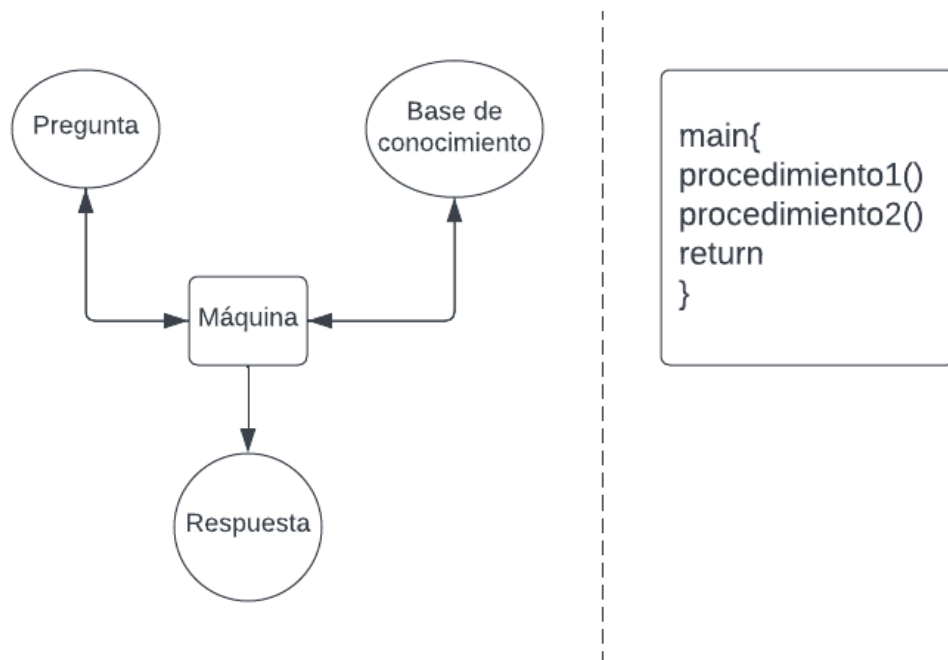 Pregunta
Base de
conocimiento
Máquina
Respuesta
main{
procedimiento1()
procedimiento2()
return
}